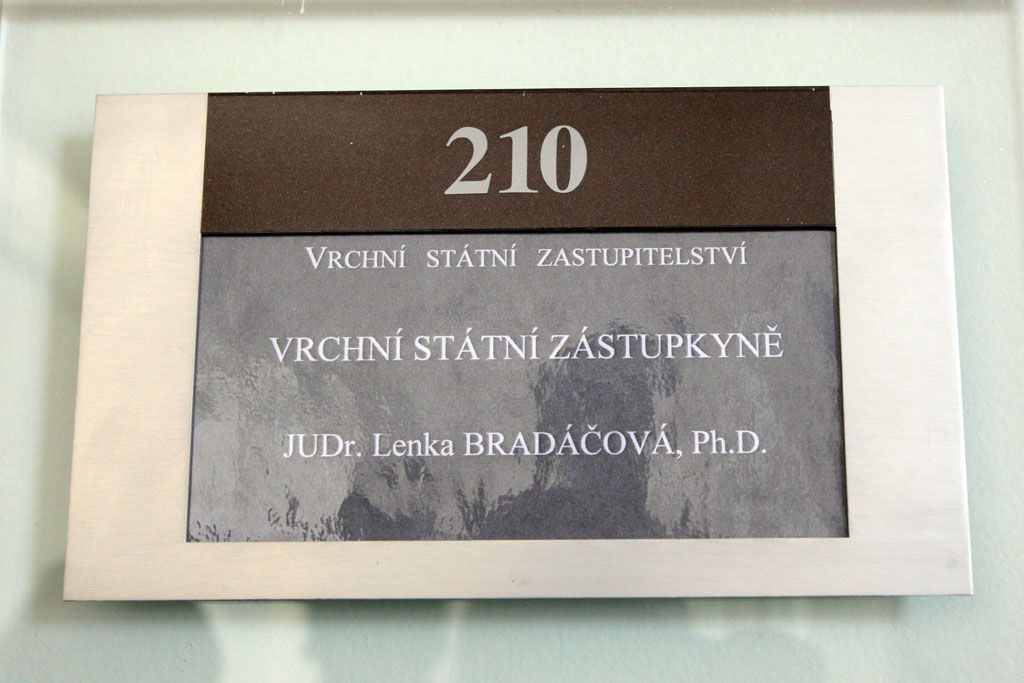 210
VRCHNÍ STÁTNÍ ZASTUPITELSTVÍ
VRCHNÍ STÁTNÍ ZÁSTUPKYNĚ
JUDr. Lenka BRADÁČOVÁ, Ph.D.